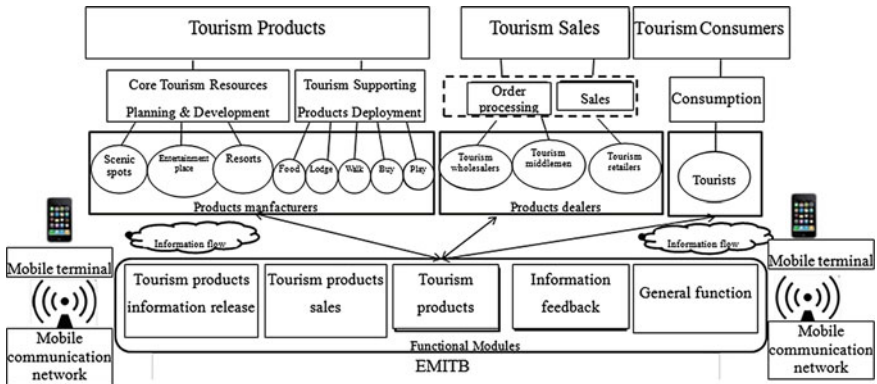 Tourism Products
Tourism Sales
Tourism Consumers
Core Tourism Resources
Planning & Development
Tourism Supporting
Products Deployment
Order
processing
Sales
Consumption
Scenic
spots
Entertainment
place
Resorts
Food
Lodge
Walk
Buy
Play
Tourism
wholesalers
Tourism
middlemen
Tourism
retailers
Tourists
Products manfacturers
Products dealers
Information flow
Information flow
Mobile terminal
Mobile terminal
Tourism products
information release
Tourism products
sales
Tourism
products
Information
feedback
General function
Functional Modules
Mobile
communication
network
Mobile
communication
network
EMITB